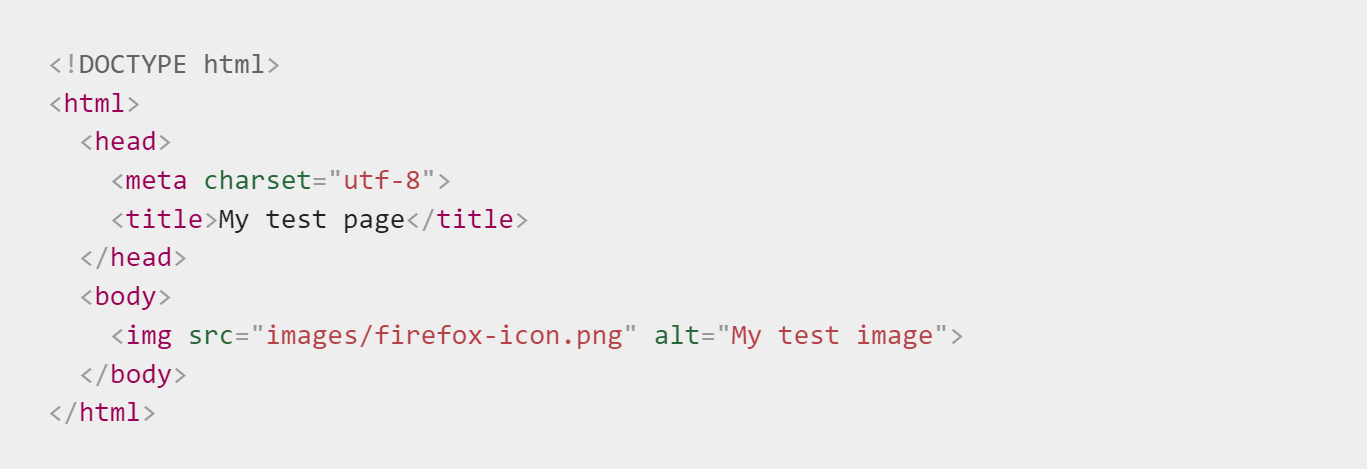 <!DOCTYPE html>
<html>
  <head>
    <meta charset="utf-8">
    <title>My test page</title>
  </head>
  <body>
    <img src="images/firefox-icon.png" alt="My test image">
  </body>
</html>